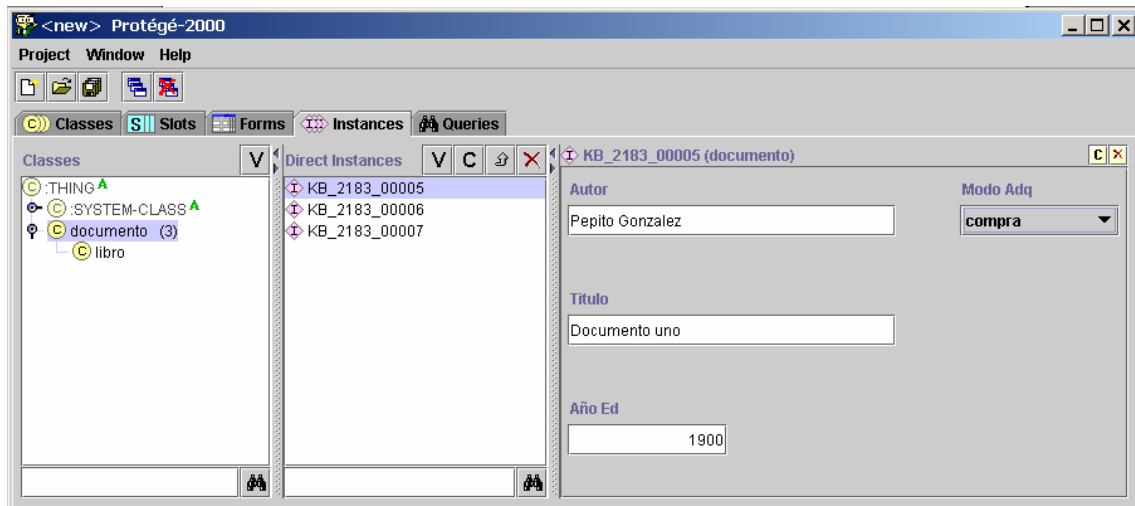 <new> Protégé-2000
Project Window Help
C Classes S Slots Forms I Instances Queries
Classes V
:THING A
C :SYSTEM-CLASS A
C documento (3)
C libro
Direct Instances V C
KB_2183_00005
KB_2183_00006
KB_2183_00007
KB_2183_00005 (documento) C
Autor
Pepito Gonzalez
Modo Adq
compra
Titulo
Documento uno
Año Ed
1900